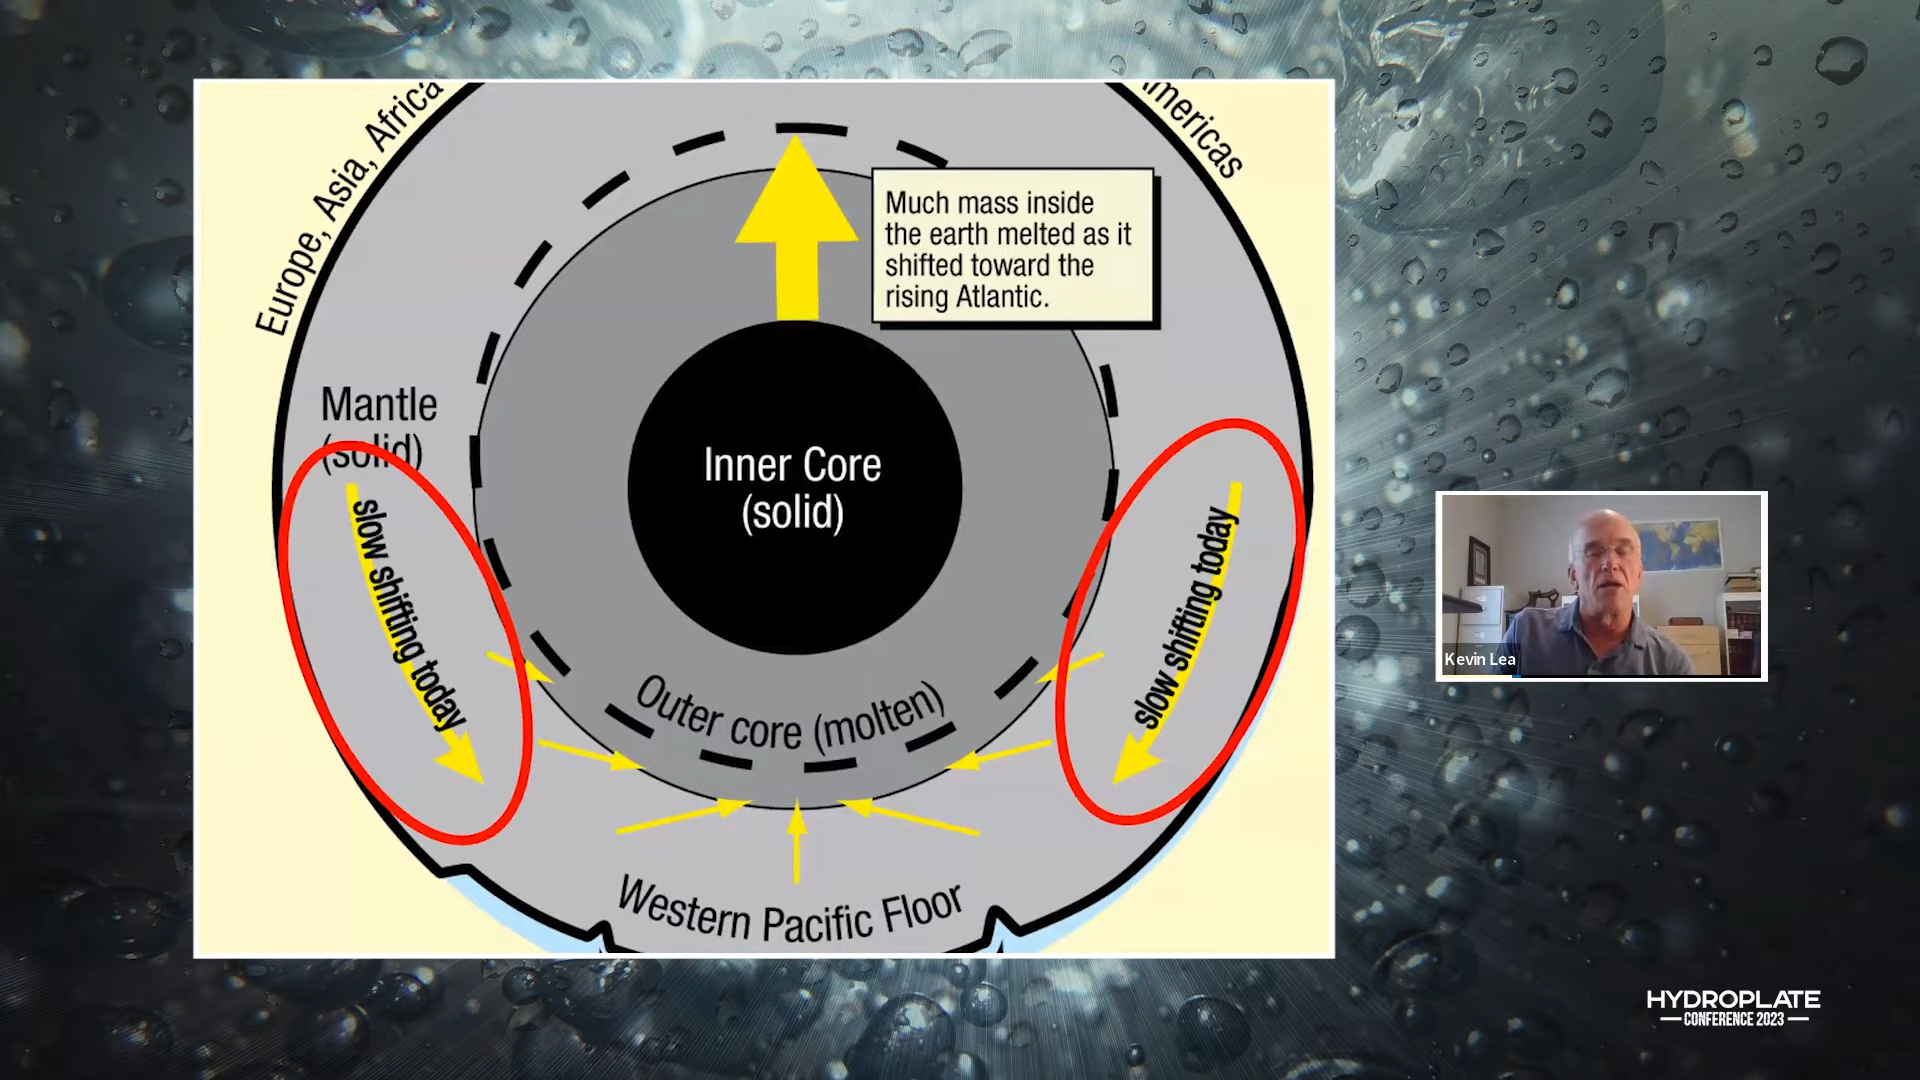 Europe, Asia, Africa
mericas
Much mass inside
the earth melted as it
shifted toward the
rising Atlantic.
Mantle
(solid)
Inner Core
(solid)
slow shifting today
slow shifting today
Outer core (molten)
Western Pacific Floor
Kevin Lea
HYDROPLATE
CONFERENCE 2023